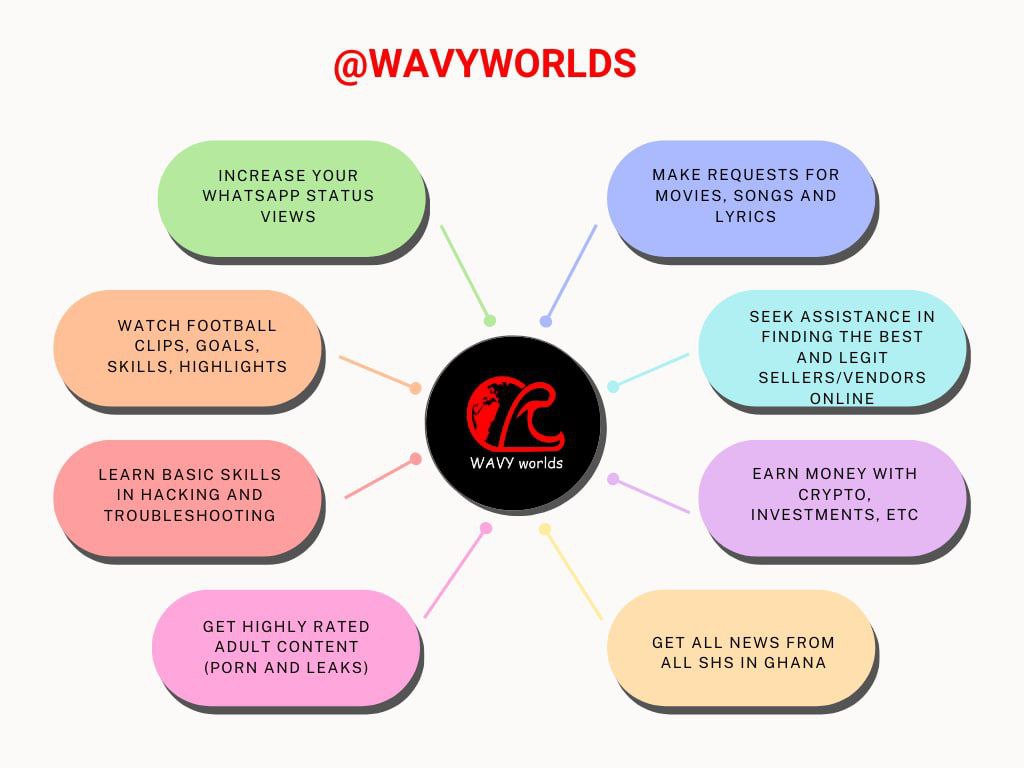 @WAVYWORLDS
INCREASE YOUR
WHATSAPP STATUS
VIEWS
MAKE REQUESTS FOR
MOVIES, SONGS AND
LYRICS
WATCH FOOTBALL
CLIPS, GOALS,
SKILLS, HIGHLIGHTS
SEEK ASSISTANCE IN
FINDING THE BEST
AND LEGIT
SELLERS/VENDORS
ONLINE
WAVY worlds
LEARN BASIC SKILLS
IN HACKING AND
TROUBLESHOOTING
EARN MONEY WITH
CRYPTO,
INVESTMENTS, ETC
GET HIGHLY RATED
ADULT CONTENT
(PORN AND LEAKS)
GET ALL NEWS FROM
ALL SHS IN GHANA